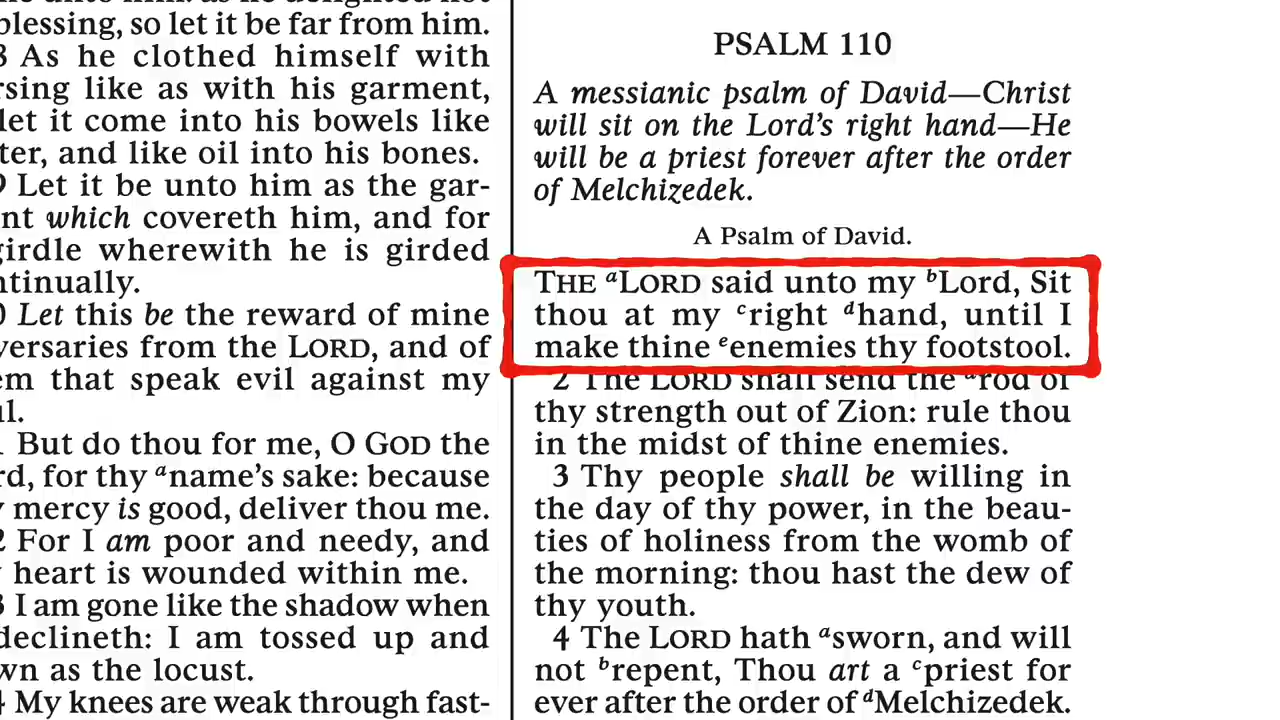 blessing, so let it be far from him.
8 As he clothed himself with
like as with his garment,
let it come into his bowels like
and like oil into his bones.
9 Let it be unto him as the gar-
which covereth him, and for
girdle wherewith he is girded
Let this be the reward of mine
from the LORD, and of
that speak evil against my
But do thou for me, O GOD the
for thy ᵃname's sake: because
mercy is good, deliver thou me.
2 For I am poor and needy, and
heart is wounded within me.
3 I am gone like the shadow when
declineth: I am tossed up and
as the locust.
4 My knees are weak through fast-
PSALM 110
A messianic psalm of David—Christ
will sit on the Lord's right hand—He
will be a priest forever after the order
of Melchizedek.
A Psalm of David.
THE ᵃLORD said unto my ᵇLord, Sit
thou at my ᶜright ᵈhand, until I
make thine ᵉenemies thy footstool.
2 The LORD shall send the ᵃrod of
thy strength out of Zion: rule thou
in the midst of thine enemies.
3 Thy people shall be willing in
the day of thy power, in the beau-
ties of holiness from the womb of
the morning: thou hast the dew of
thy youth.
4 The LORD hath ᵃsworn, and will
not ᵇrepent, Thou art a ᶜpriest for
ever after the order of ᵈMelchizedek.